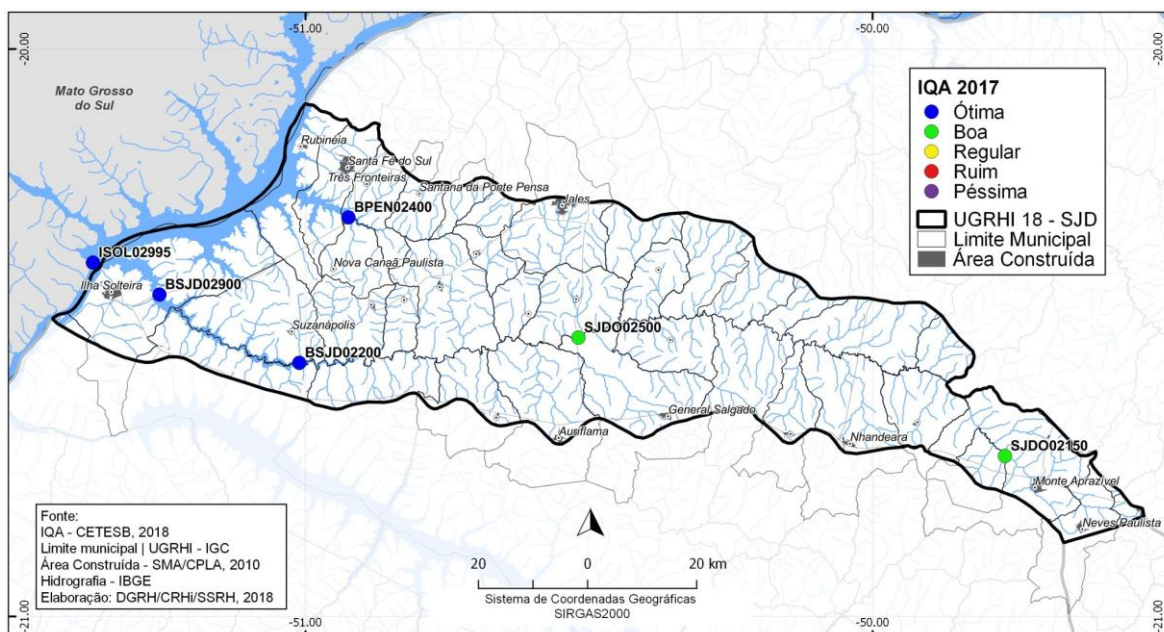 -51.00
-50.00
-20.00
-20.00
Mato Grosso
do Sul
IQA 2017
Ótima
Boa
Regular
Ruim
Péssima
UGRHI 18 - SJD
Limite Municipal
Área Construída
Rubinéia
Santa Fé do Sul
Três Fronteiras
Santana da Ponte Pensa
Jales
BPEN02400
ISOL02995
Nova Canaã Paulista
Ilha Solteira
BSJD02900
Suzanápolis
SJDO02500
BSJD02200
General Salgado
Auriflama
Nhandeara
SJDO02150
Monte Aprazível
Neves Paulista
Fonte:
IQA - CETESB, 2018
Limite municipal | UGRHI - IGC
Área Construída - SMA/CPLA, 2010
Hidrografia - IBGE
Elaboração: DGRH/CRHi/SSRH, 2018
20 0 20 km
Sistema de Coordenadas Geográficas
SIRGAS2000
-21.00
-21.00
-51.00
-50.00